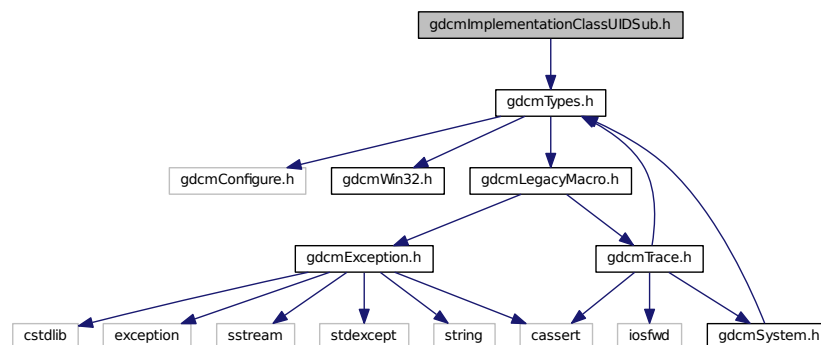 gdcmImplementationClassUIDSub.h
gdcmTypes.h
gdcmConfigure.h
gdcmWin32.h
gdcmLegacyMacro.h
gdcmException.h
gdcmTrace.h
cstdlib
exception
sstream
stdexcept
string
cassert
iosfwd
gdcmSystem.h